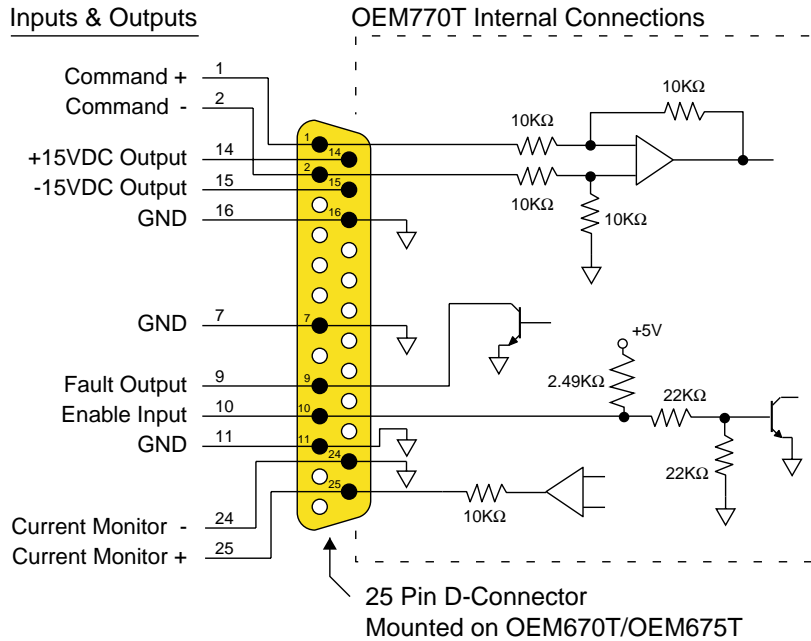 Inputs & Outputs
OEM770T Internal Connections
Command + 1
Command - 2
+15VDC Output 14
-15VDC Output 15
GND 16
GND 7
Fault Output 9
Enable Input 10
GND 11
Current Monitor - 24
Current Monitor + 25
1
14
2
15
16
7
9
10
11
24
25
10KΩ
10KΩ
10KΩ
10KΩ
+5V
2.49KΩ
22KΩ
22KΩ
10KΩ
25 Pin D-Connector
Mounted on OEM670T/OEM675T